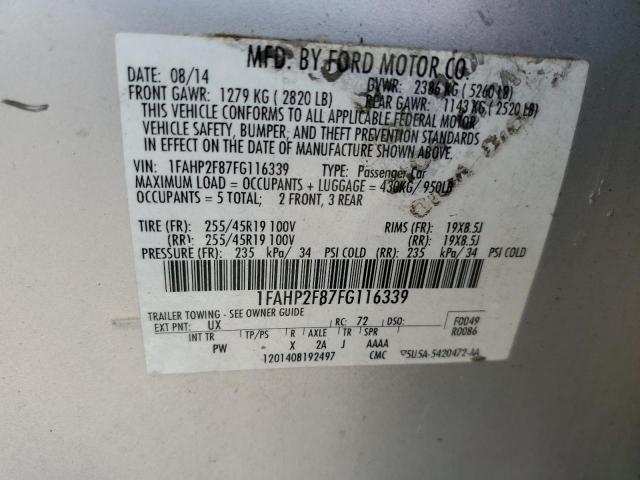 MFD. BY FORD MOTOR CO.
DATE: 08/14 GVWR: 2386 KG ( 5260 LB)
FRONT GAWR: 1279 KG ( 2820 LB) REAR GAWR: 1143 KG ( 2520 LB)
THIS VEHICLE CONFORMS TO ALL APPLICABLE FEDERAL MOTOR
VEHICLE SAFETY, BUMPER, AND THEFT PREVENTION STANDARDS
IN EFFECT ON THE DATE OF MANUFACTURE SHOWN ABOVE.
VIN: 1FAHP2F87FG116339 TYPE: Passenger Car
MAXIMUM LOAD = OCCUPANTS + LUGGAGE = 430KG/ 950LB
OCCUPANTS = 5 TOTAL; 2 FRONT, 3 REAR
TIRE (FR): 255/45R19 100V RIMS (FR): 19X8.5J
(RR): 255/45R19 100V (RR): 19X8.5J
PRESSURE (FR): 235 kPa/ 34 PSI COLD (RR): 235 kPa/ 34 PSI COLD
1FAHP2F87FG116339
TRAILER TOWING - SEE OWNER GUIDE
EXT PNT: UX RC: 72 DSO: F0049
R0086
INT TR TP/PS R AXLE TR SPR
PW - X 2A J AAAA
1201408192497 CMC 5U5A-5420472-AA